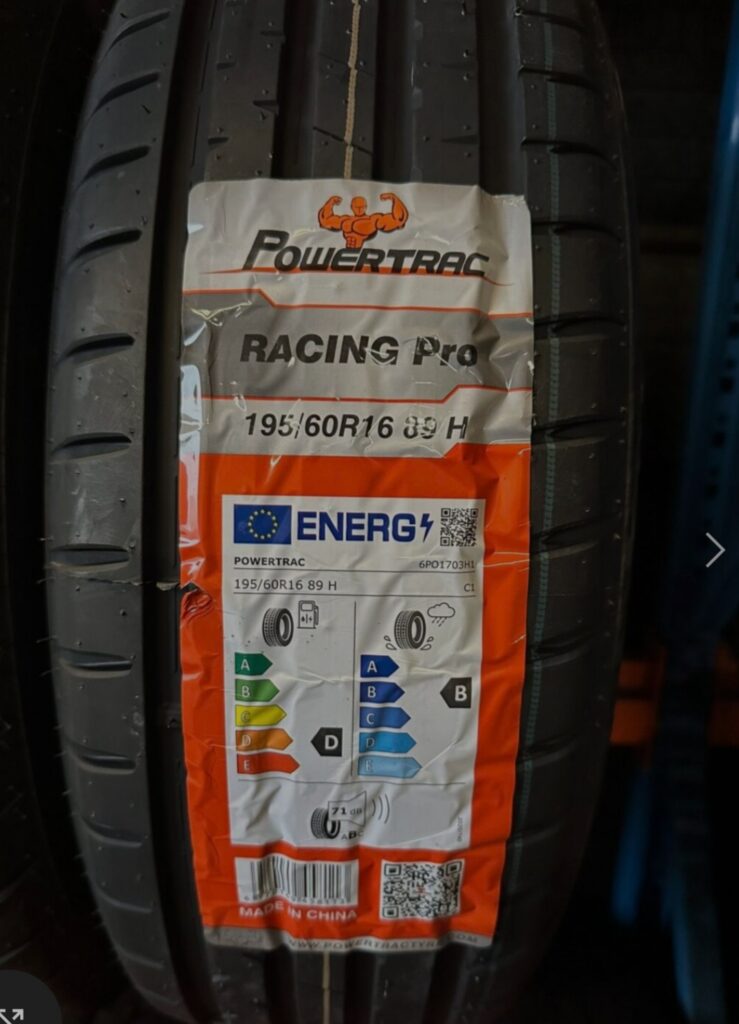 POWERTRAC
RACING Pro
195/60R16 89 H
ENERG
POWERTRAC 6PO1703H1
195/60R16 89 H C1
A A
B B B
C C
D D D
E E
71 dB
ABC
MADE IN CHINA
WWW.POWERTRACTYRE.COM